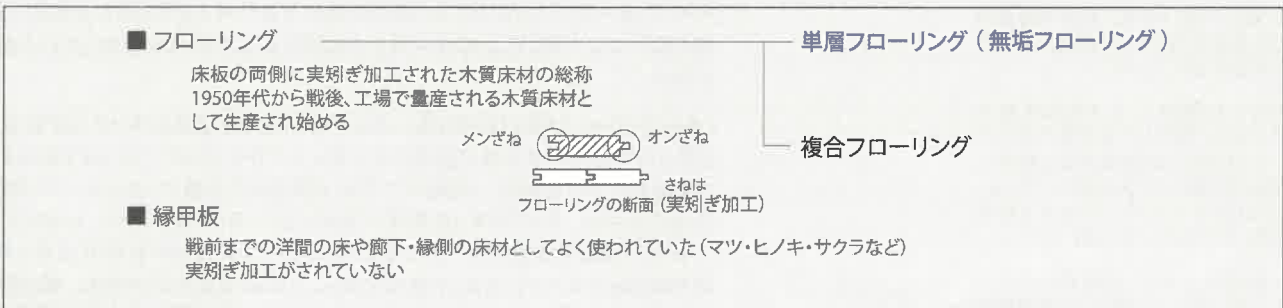 ■ フローリング
単層フローリング ( 無垢フローリング )
床板の両側に実矧ぎ加工された木質床材の総称
1950年代から戦後、工場で量産される木質床材と
して生産され始める
メンざね
オンざね
複合フローリング
さねは
フローリングの断面 (実矧ぎ加工)
■ 縁甲板
戦前までの洋間の床や廊下・縁側の床材としてよく使われていた(マツ・ヒノキ・サクラなど)
実矧ぎ加工がされていない